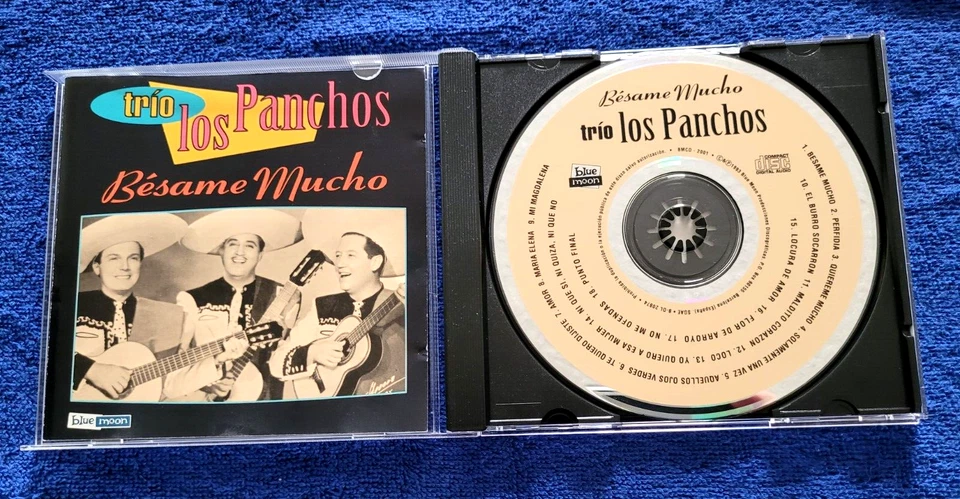 trío
los Panchos
Bésame Mucho
blue moon
Bésame Mucho
trío los Panchos
blue
moon
COMPACT
disc
DIGITAL AUDIO
1. BÉSAME MUCHO 2. PERFIDIA 3. QUIEREME MUCHO 4. SOLAMENTE UNA VEZ 5. AQUELLOS OJOS VERDES 6. TE QUIERO DIJISTE 7. AMOR 8. MARIA ELENA 9. MI MAGDALENA
10. EL BURRO SOCARRON 11. MALDITO CORAZON 12. LOCO 13. YO QUIERO A ESA MUJER 14. NI QUE SI, NI QUIZA, NI QUE NO
15. LOCURA DE AMOR 16. FLOR DE ARROYO 17. NO ME OFENDAS 18. PUNTO FINAL